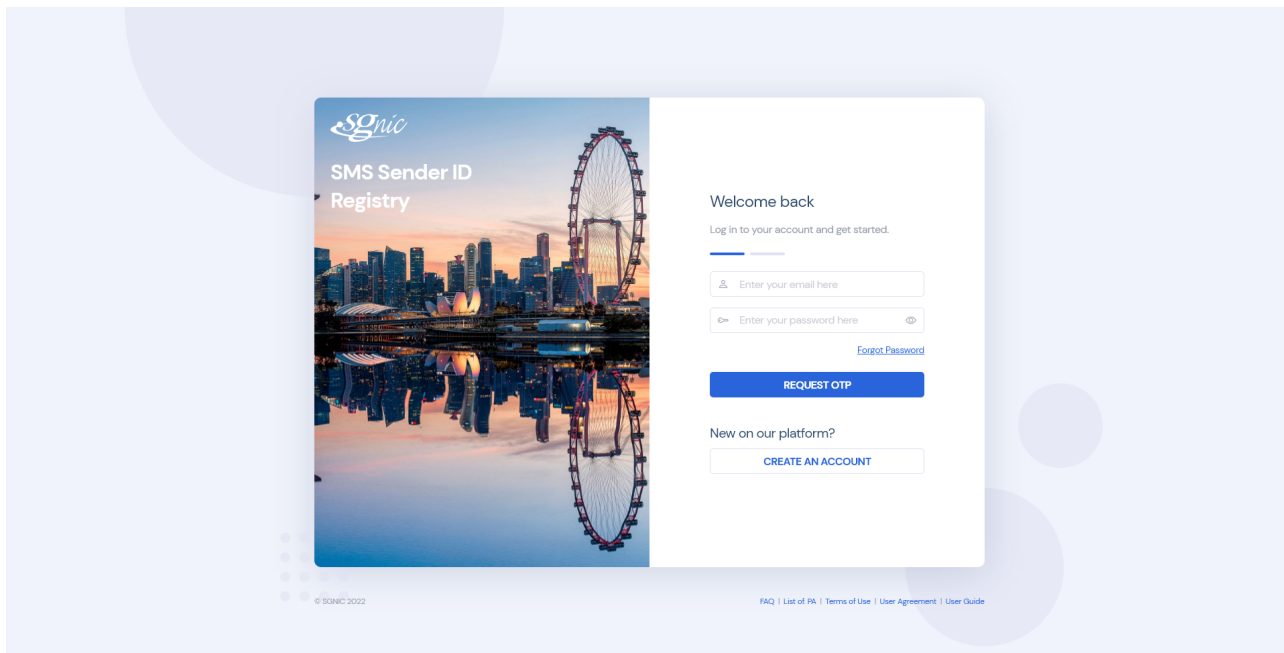 sgnic
SMS Sender ID
Registry
Welcome back
Log in to your account and get started.
Enter your email here
Enter your password here
Forgot Password
REQUEST OTP
New on our platform?
CREATE AN ACCOUNT
© SGNIC 2022
FAQ | List of PA | Terms of Use | User Agreement | User Guide